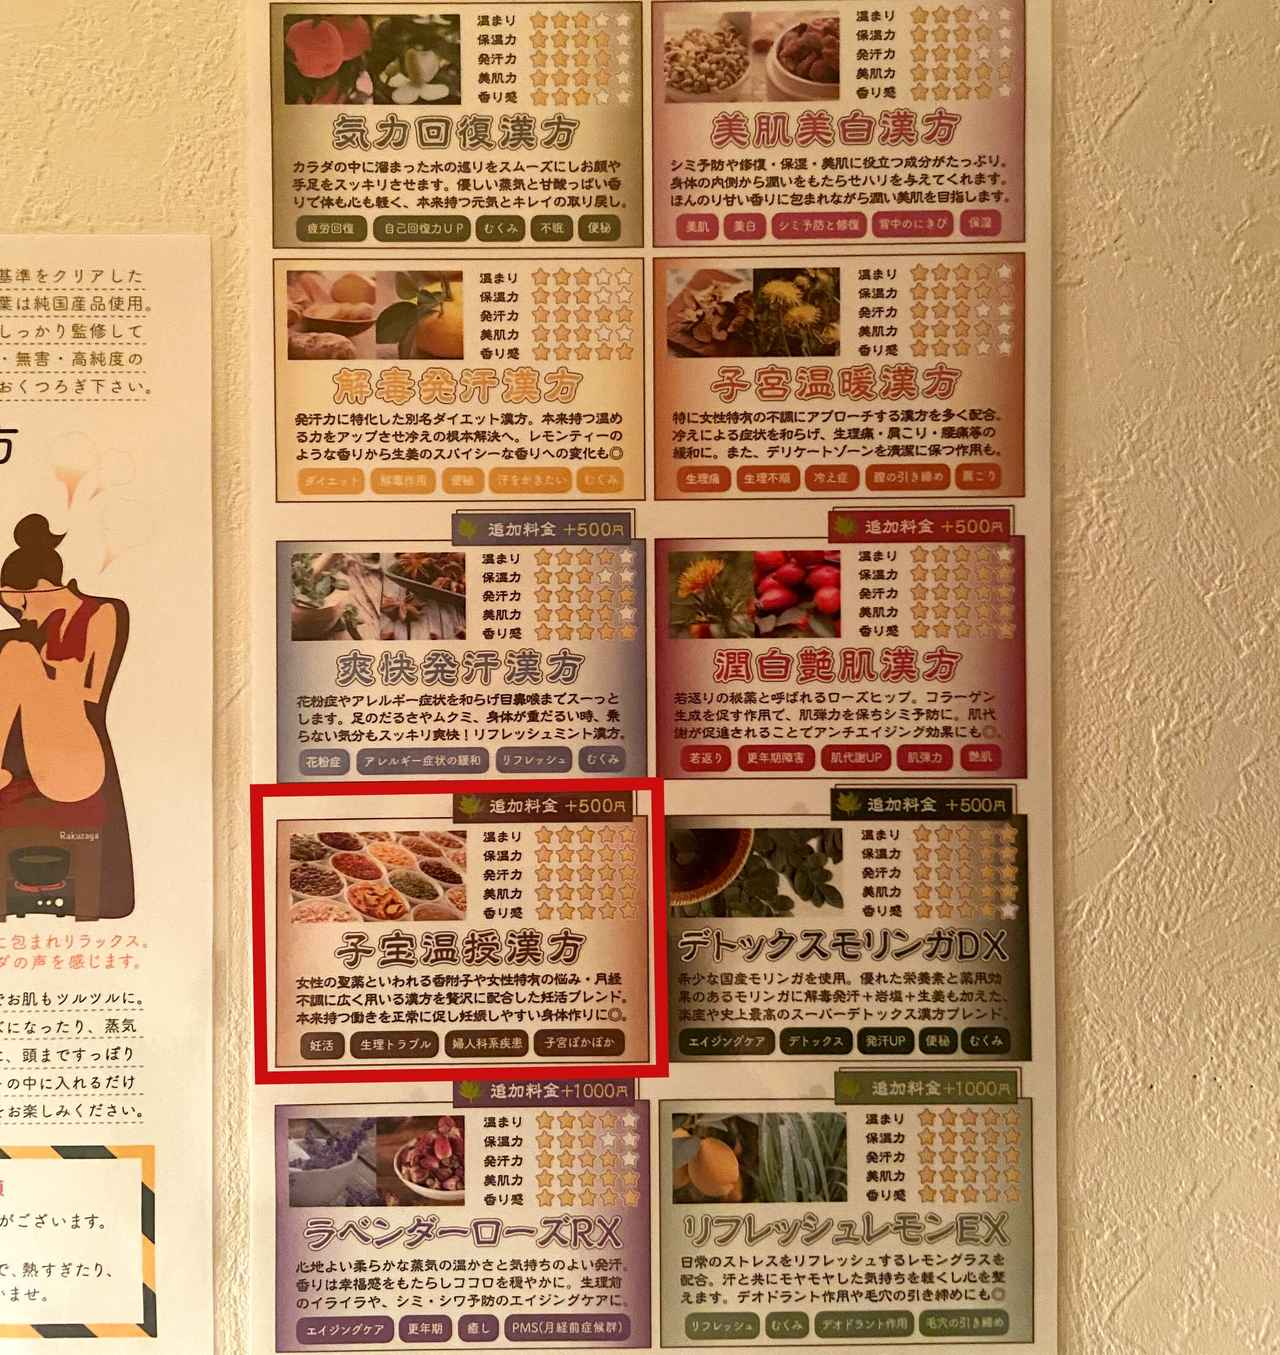 基準をクリアした
葉は純国産品使用。
しっかり監修して
・無害・高純度の
おくつろぎ下さい。
方
Rakuraya
に包まれリラックス。
ダの声を感じます。
でお肌もツルツルに。
になったり、蒸気
に、頭まですっぽり
の中に入れるだけ
をお楽しみください。
がございます。
で、熱すぎたり、
いませ。
温まり
保温力
発汗力
美肌力
香り感
気力回復漢方
カラダの中に溜まった水の巡りをスムーズにしお顔や
手足をスッキリさせます。優しい蒸気と甘酸っぱい香
りで体も心も軽く、本来持つ元気とキレイの取り戻し。
疲労回復 自己回復力UP むくみ 不眠 便秘
温まり
保温力
発汗力
美肌力
香り感
美肌美白漢方
シミ予防や修復・保湿・美肌に役立つ成分がたっぷり。
身体の内側から潤いをもたらせハリを与えてくれます。
ほんのり甘い香りに包まれながら潤い美肌を目指します。
美肌 美白 シミ予防と修復 背中のにきび 保湿
温まり
保温力
発汗力
美肌力
香り感
解毒発汗漢方
発汗力に特化した別名ダイエット漢方。本来持つ温め
る力をアップさせ冷えの根本解決へ。レモンティーの
ような香りから生姜のスパイシーな香りへの変化も◎
ダイエット 解毒作用 便秘 汗をかきたい むくみ
温まり
保温力
発汗力
美肌力
香り感
子宮温暖漢方
特に女性特有の不調にアプローチする漢方を多く配合。
冷えによる症状を和らげ、生理痛・肩こり・腰痛等の
緩和に。また、デリケートゾーンを清潔に保つ作用も。
生理痛 生理不順 冷え症 膣の引き締め 肩こり
追加料金 +500円
温まり
保温力
発汗力
美肌力
香り感
爽快発汗漢方
花粉症やアレルギー症状を和らげ目鼻喉までスーっと
します。足のだるさやムクミ、身体が重だるい時、乗
らない気分もスッキリ爽快！リフレッシュミント漢方。
花粉症 アレルギー症状の緩和 リフレッシュ むくみ
追加料金 +500円
温まり
保温力
発汗力
美肌力
香り感
潤白艶肌漢方
若返りの秘薬と呼ばれるローズヒップ。コラーゲン
生成を促す作用で、肌弾力を保ちシミ予防に。肌代
謝が促進されることでアンチエイジング効果にも◎。
若返り 更年期障害 肌代謝UP 肌弾力 艶肌
追加料金 +500円
温まり
保温力
発汗力
美肌力
香り感
子宝温授漢方
女性の聖薬といわれる香附子や女性特有の悩み・月経
不調に広く用いる漢方を贅沢に配合した妊活ブレンド。
本来持つ働きを正常に促し妊娠しやすい身体作りに◎。
妊活 生理トラブル 婦人科系疾患 子宮ぽかぽか
追加料金 +500円
温まり
保温力
発汗力
美肌力
香り感
デトックスモリンガDX
希少な国産モリンガを使用。優れた栄養素と薬用効
果のあるモリンガに解毒発汗+岩塩+生姜も加えた、
楽座や史上最高のスーパーデトックス漢方ブレンド。
エイジングケア デトックス 発汗UP 便秘 むくみ
追加料金+1000円
温まり
保温力
発汗力
美肌力
香り感
ラベンダーローズRX
心地よい柔らかな蒸気の温かさと気持ちのよい発汗。
香りは幸福感をもたらしココロを穏やかに。生理前
のイライラや、シミ・シワ予防のエイジングケアに。
エイジングケア 更年期 癒し PMS(月経前症候群)
追加料金+1000円
温まり
保温力
発汗力
美肌力
香り感
リフレッシュレモンEX
日常のストレスをリフレッシュするレモングラスを
配合。汗と共にモヤモヤした気持ちを軽くし心を整
えます。デオドラント作用や毛穴の引き締めにも◎
リフレッシュ むくみ デオドラント作用 毛穴の引き締め